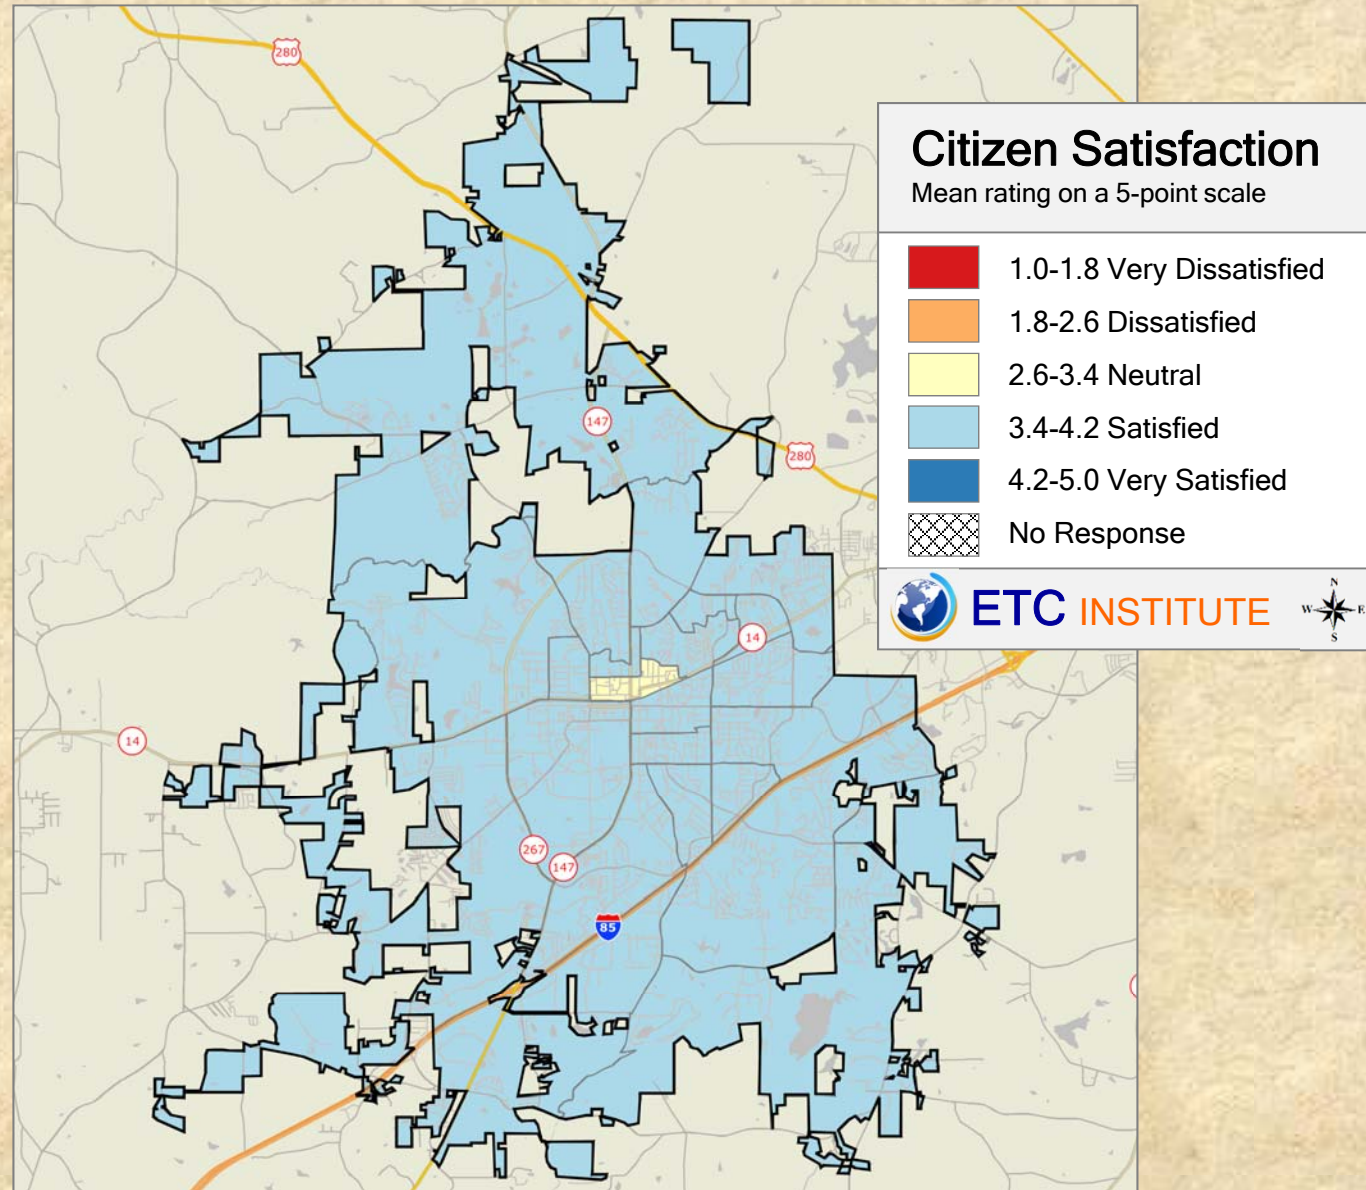 280
Citizen Satisfaction
Mean rating on a 5-point scale
1.0-1.8 Very Dissatisfied
1.8-2.6 Dissatisfied
2.6-3.4 Neutral
3.4-4.2 Satisfied
4.2-5.0 Very Satisfied
No Response
ETC INSTITUTE
N
W E
S
147
280
14
14
267
147
85